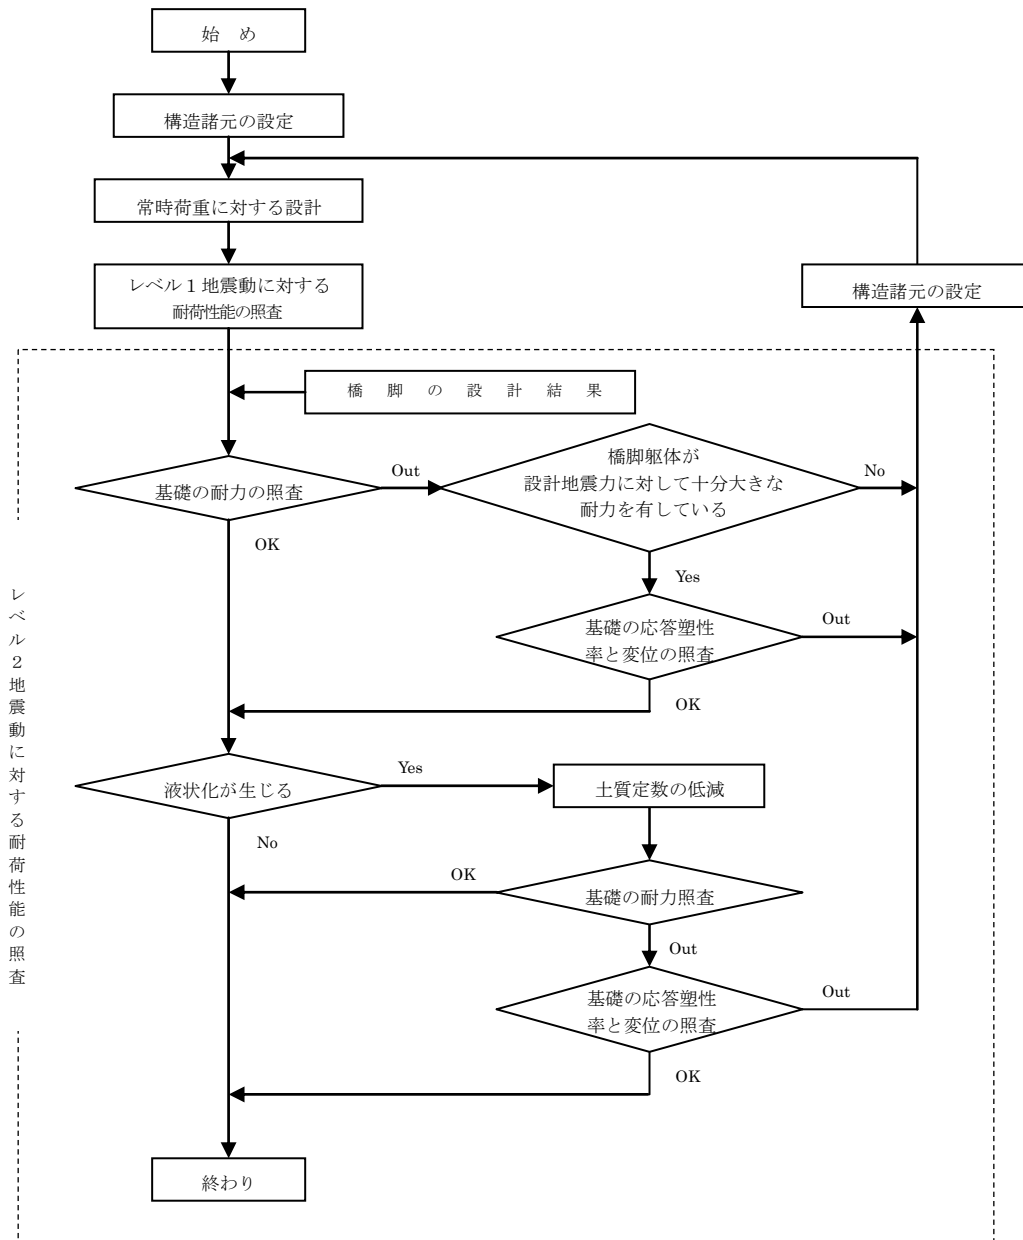 始　め
構造諸元の設定
常時荷重に対する設計
レベル１地震動に対する
耐荷性能の照査
構造諸元の設定
橋　脚　の　設　計　結　果
基礎の耐力の照査
Out
橋脚躯体が
設計地震力に対して十分大きな
耐力を有している
No
OK
Yes
基礎の応答塑性
率と変位の照査
Out
OK
レベル２地震動に対する耐荷性能の照査
液状化が生じる
Yes
土質定数の低減
No
OK
基礎の耐力照査
Out
基礎の応答塑性
率と変位の照査
Out
OK
終わり